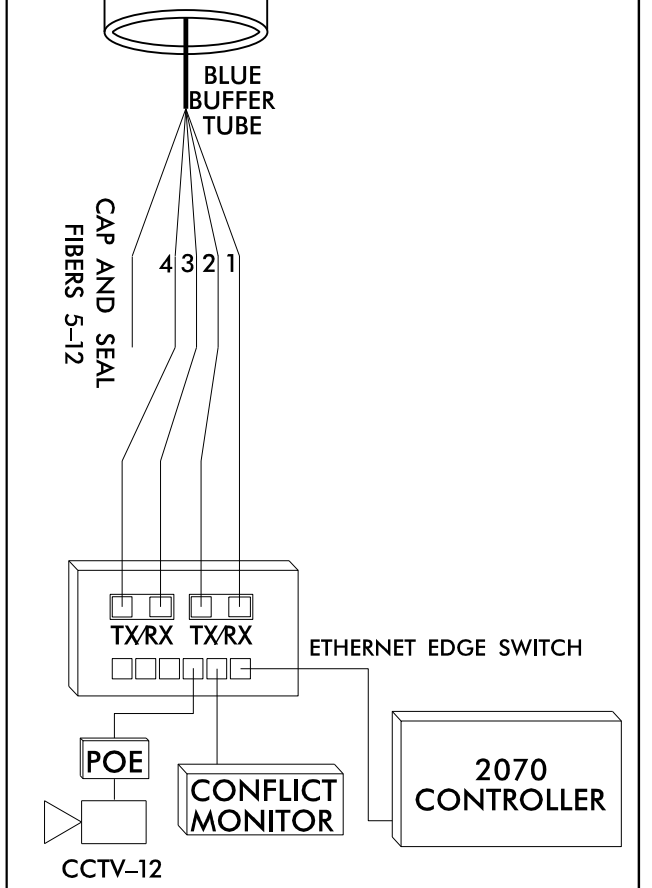 BLUE
BUFFER
TUBE
CAP AND SEAL
FIBERS 5–12
4 3 2 1
TX/RX TX/RX
ETHERNET EDGE SWITCH
POE
CONFLICT
MONITOR
2070
CONTROLLER
CCTV–12